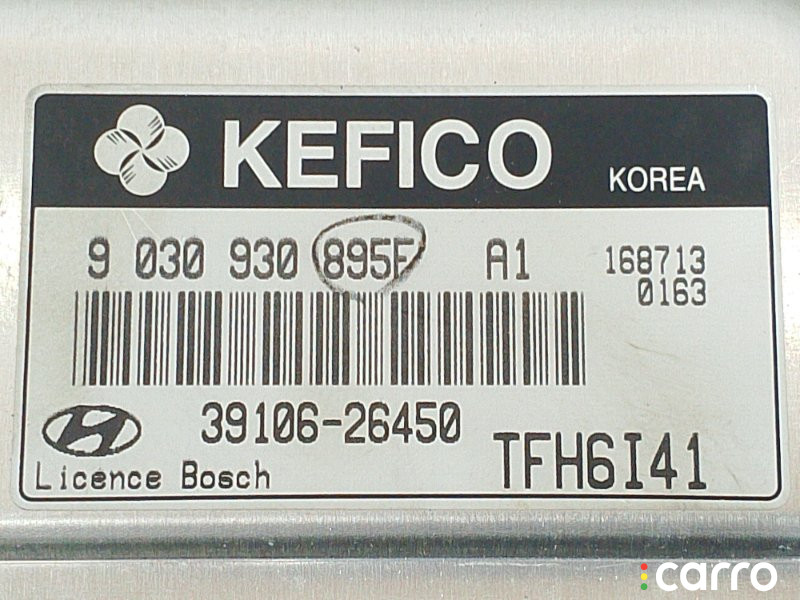 KEFICO KOREA
9 030 930 895F A1 168713
0163
39106-26450
TFH6I41
Licence Bosch
carro